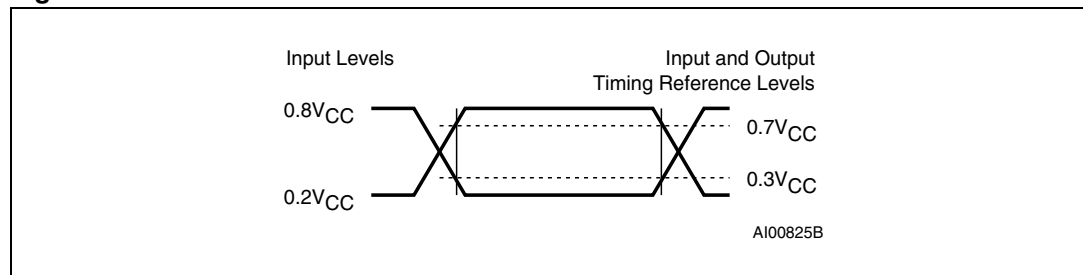 Input Levels
Input and Output
Timing Reference Levels
0.8VCC
0.7VCC
0.3VCC
0.2VCC
AI00825B